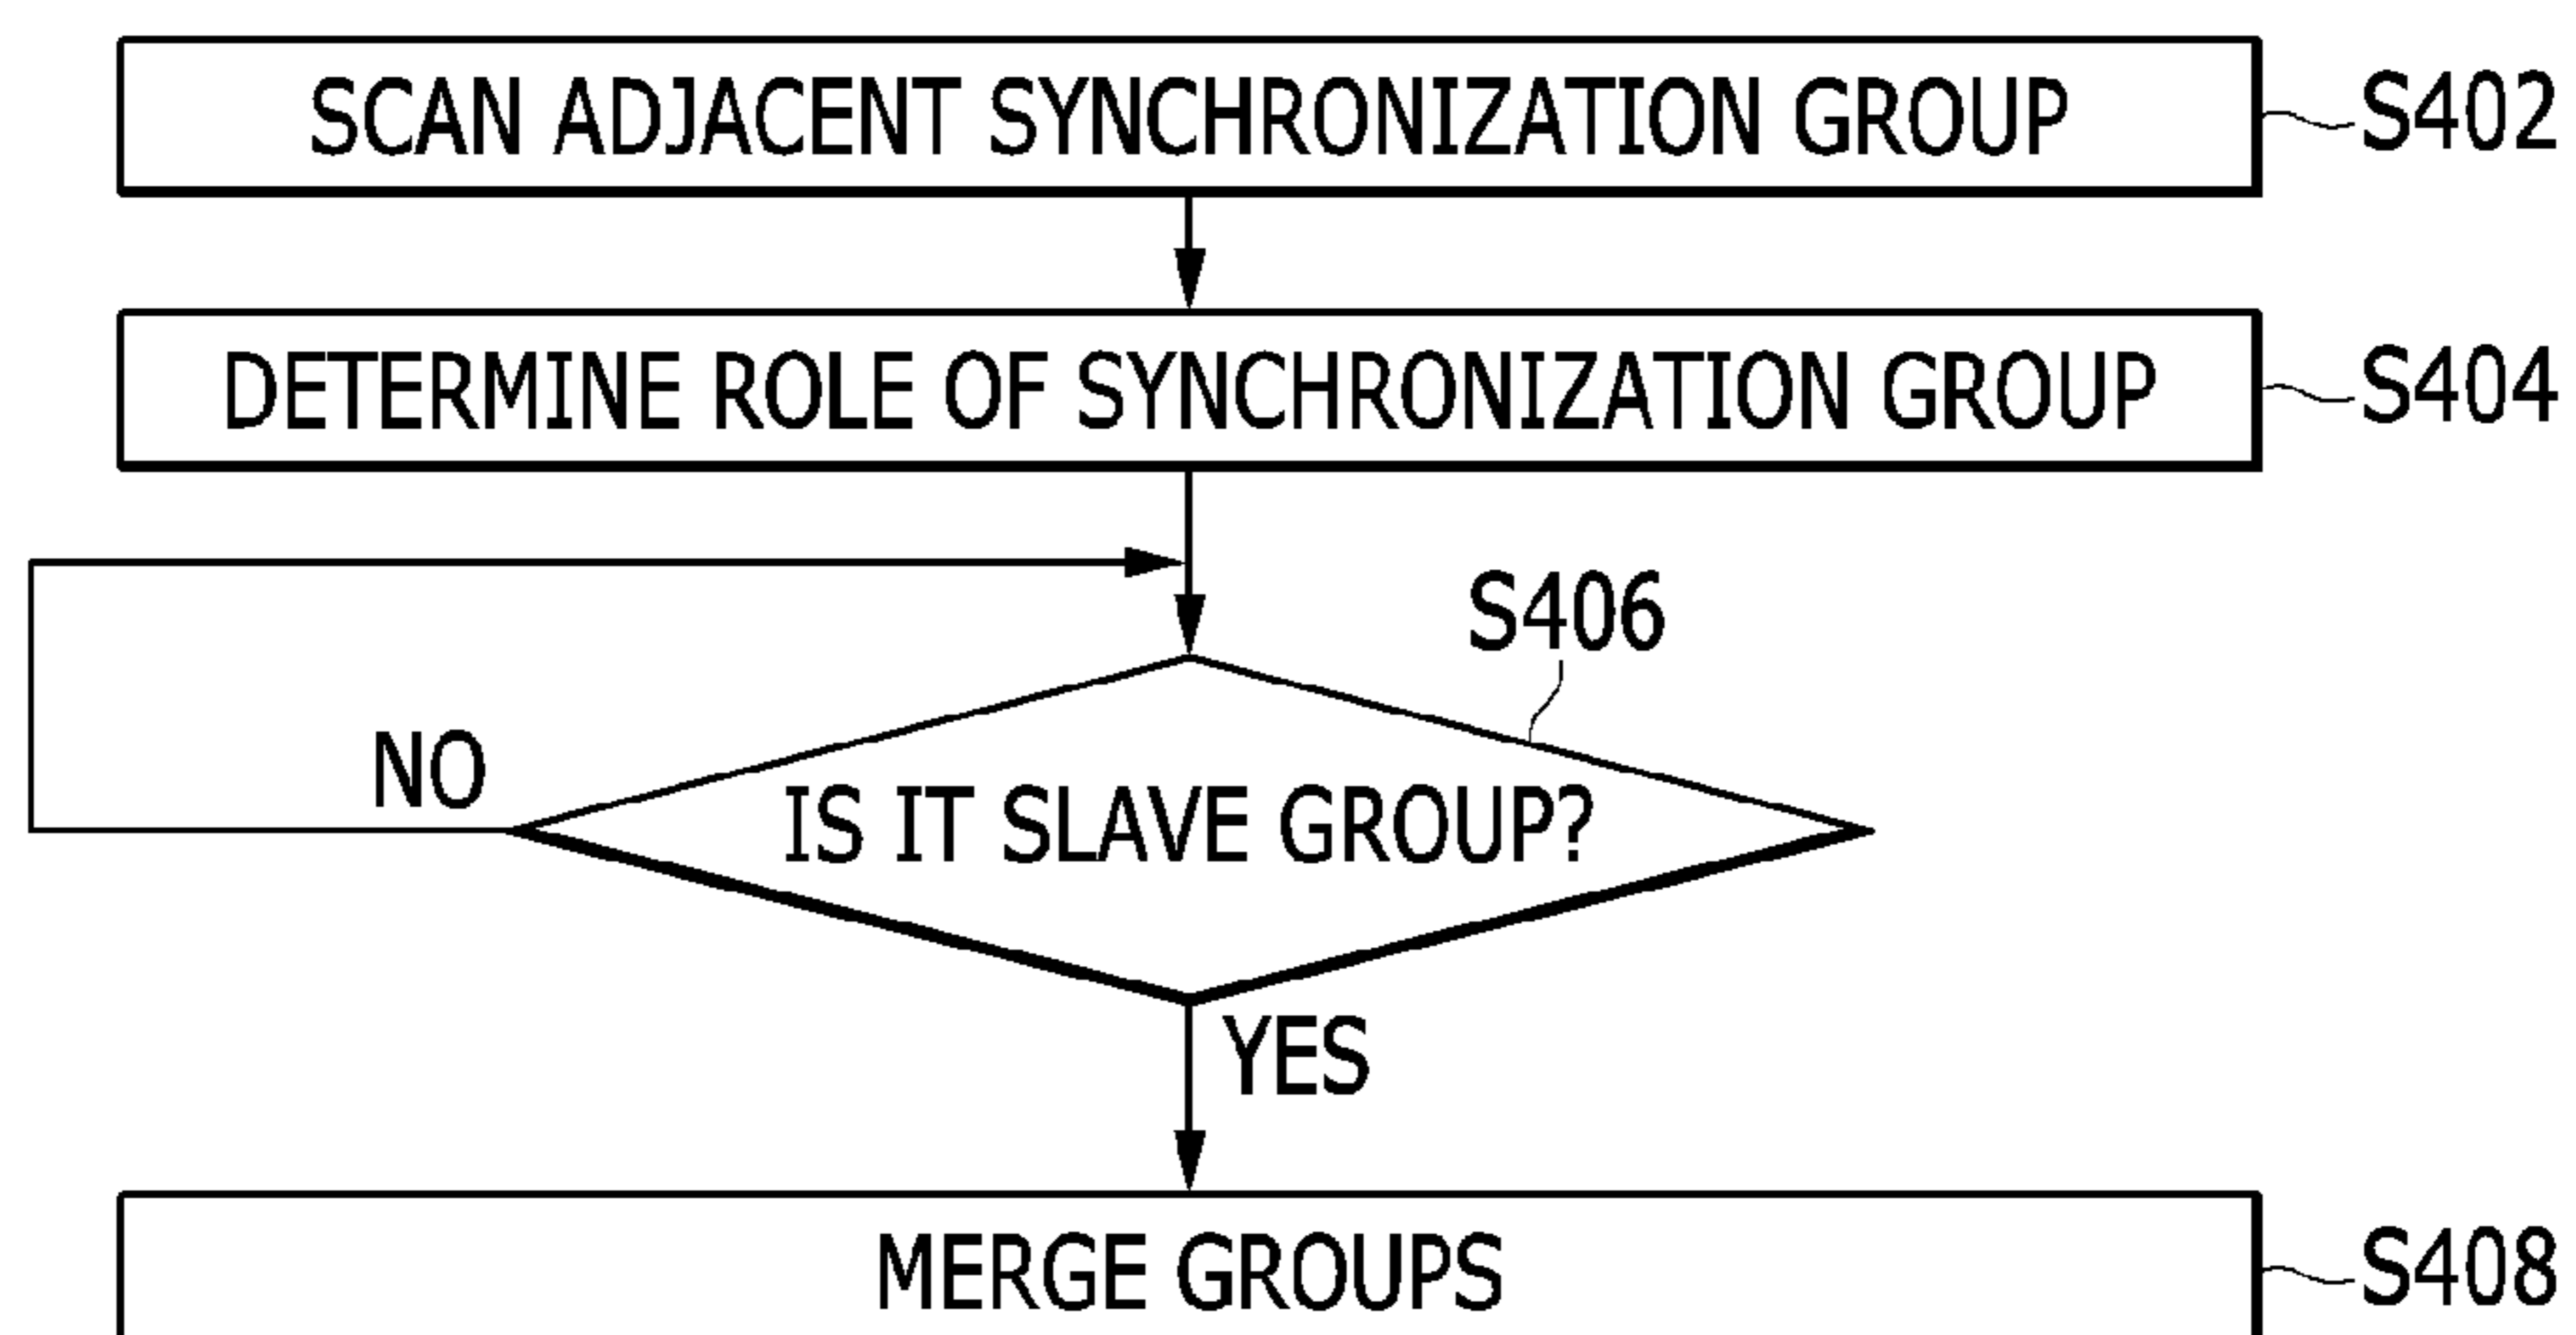 SCAN ADJACENT SYNCHRONIZATION GROUP S402
DETERMINE ROLE OF SYNCHRONIZATION GROUP S404
S406
NO
IS IT SLAVE GROUP?
YES
MERGE GROUPS S408